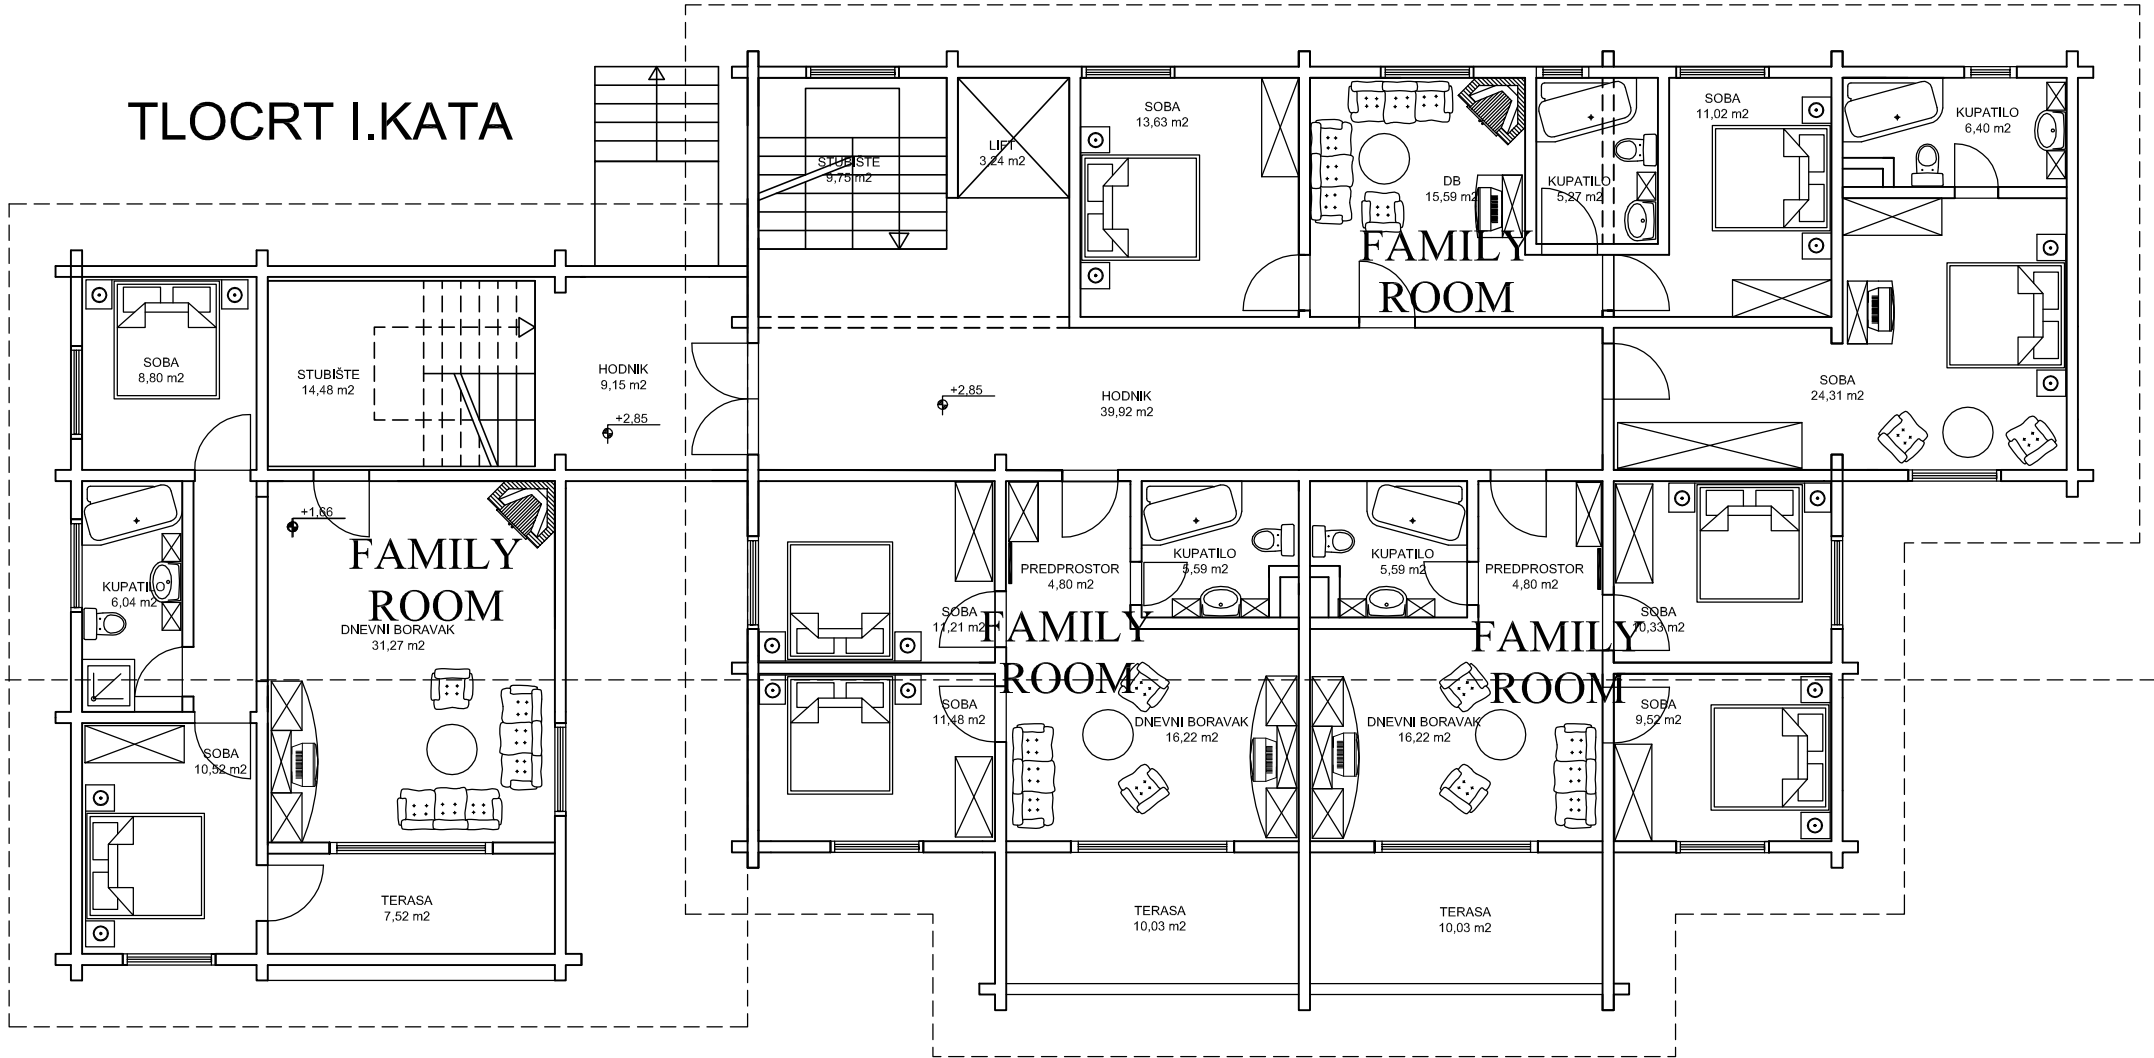 TLOCRT I.KATA
STUBIŠTE
9,75 m2
LIFT
3,24 m2
SOBA
13,63 m2
DB
15,59 m2
FAMILY
ROOM
KUPATILO
5,27 m2
SOBA
11,02 m2
KUPATILO
6,40 m2
SOBA
8,80 m2
STUBIŠTE
14,48 m2
HODNIK
9,15 m2
+2,85
+2,85
HODNIK
39,92 m2
SOBA
24,31 m2
+1,66
FAMILY
ROOM
DNEVNI BORAVAK
31,27 m2
KUPATILO
6,04 m2
SOBA
10,52 m2
TERASA
7,52 m2
SOBA
11,21 m2
SOBA
11,48 m2
PREDPROSTOR
4,80 m2
KUPATILO
5,59 m2
FAMILY
ROOM
DNEVNI BORAVAK
16,22 m2
KUPATILO
5,59 m2
PREDPROSTOR
4,80 m2
FAMILY
ROOM
DNEVNI BORAVAK
16,22 m2
SOBA
10,33 m2
SOBA
9,52 m2
TERASA
10,03 m2
TERASA
10,03 m2